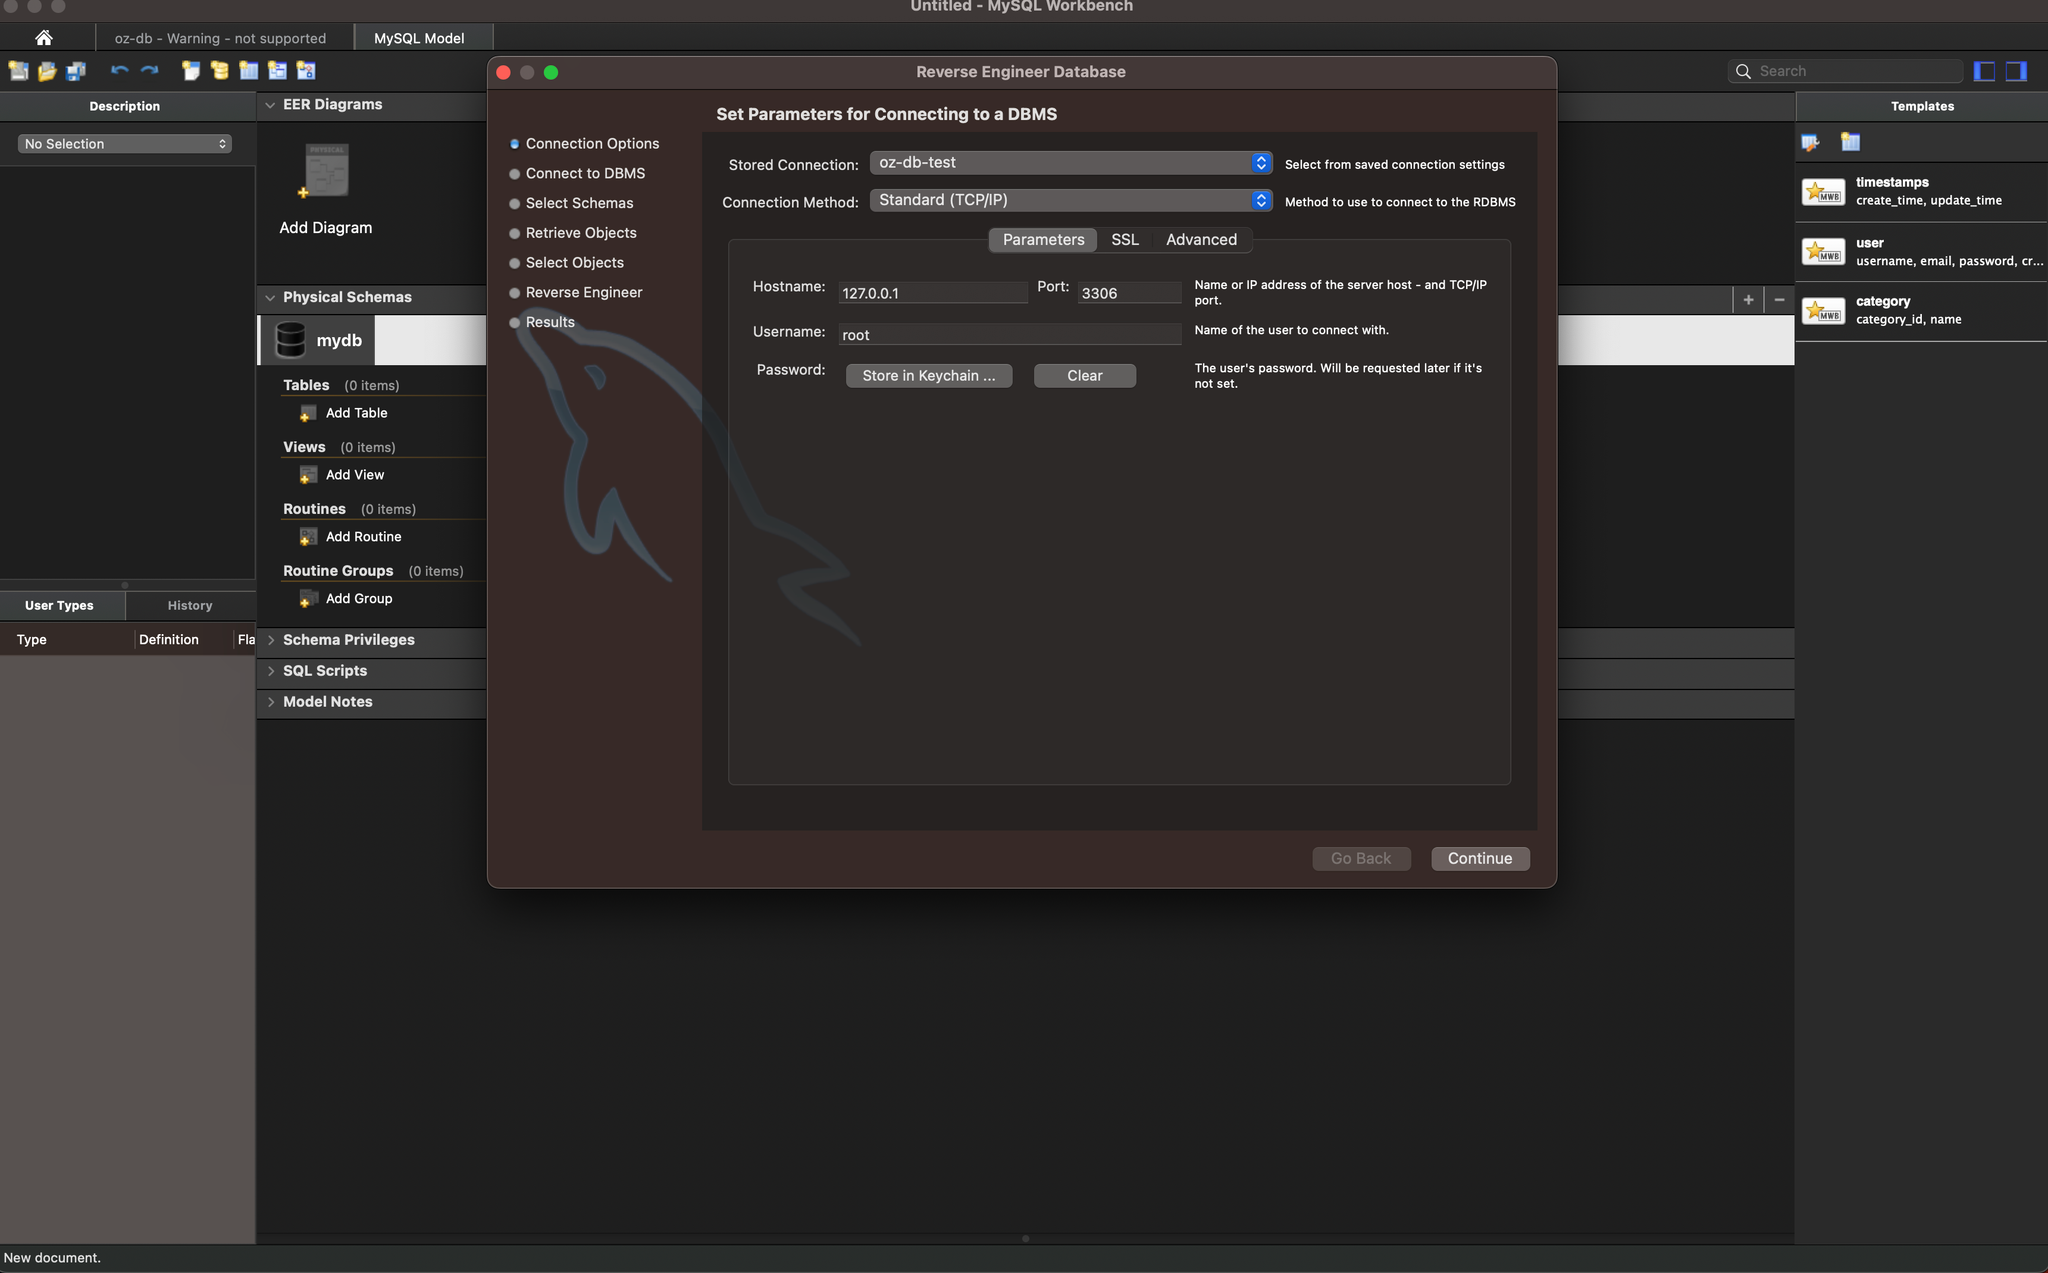 Untitled - MySQL Workbench
oz-db - Warning - not supported
MySQL Model
Search
Description
No Selection
User Types
History
Type
Definition
Fla
EER Diagrams
PHYSICAL
Add Diagram
Physical Schemas
mydb
Tables (0 items)
Add Table
Views (0 items)
Add View
Routines (0 items)
Add Routine
Routine Groups (0 items)
Add Group
Schema Privileges
SQL Scripts
Model Notes
Reverse Engineer Database
Connection Options
Connect to DBMS
Select Schemas
Retrieve Objects
Select Objects
Reverse Engineer
Results
Set Parameters for Connecting to a DBMS
Stored Connection: oz-db-test Select from saved connection settings
Connection Method: Standard (TCP/IP) Method to use to connect to the RDBMS
Parameters SSL Advanced
Hostname: 127.0.0.1 Port: 3306 Name or IP address of the server host - and TCP/IP
port.
Username: root Name of the user to connect with.
Password: Store in Keychain ... Clear The user's password. Will be requested later if it's
not set.
Go Back Continue
Templates
MWB
timestamps
create_time, update_time
MWB
user
username, email, password, cr...
MWB
category
category_id, name
New document.